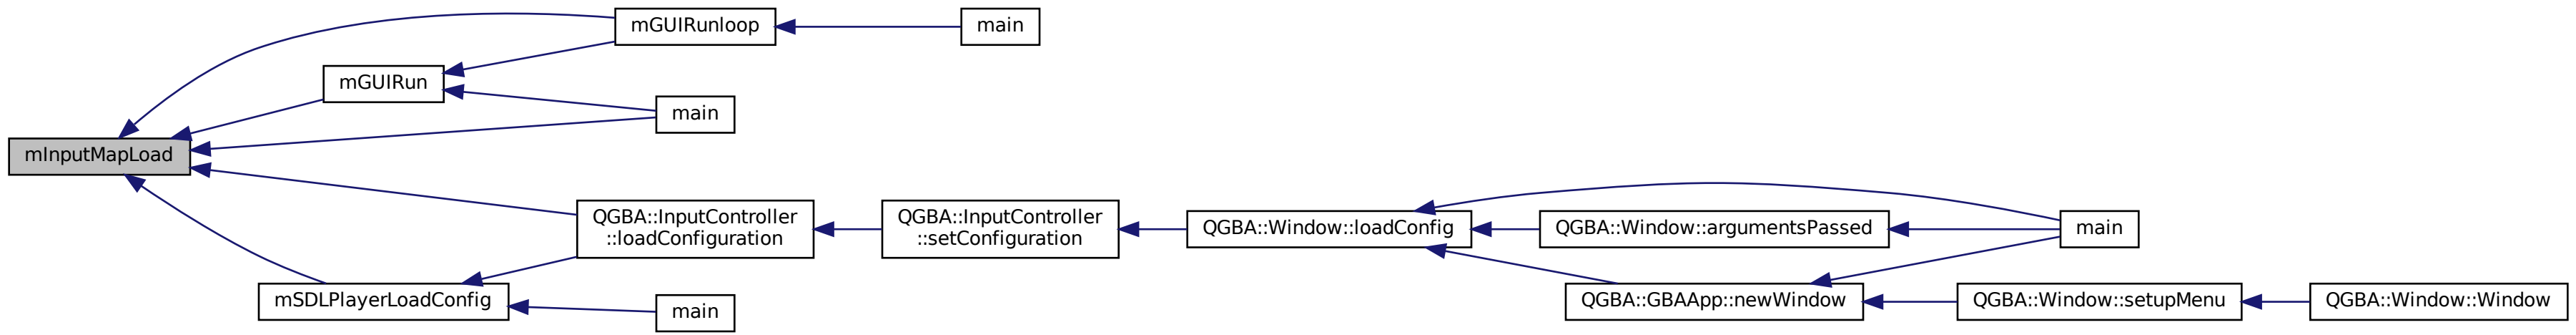 mGUIRunloop
main
mGUIRun
main
mInputMapLoad
QGBA::InputController
::loadConfiguration
QGBA::InputController
::setConfiguration
QGBA::Window::loadConfig
QGBA::Window::argumentsPassed
main
mSDLPlayerLoadConfig
main
QGBA::GBAApp::newWindow
QGBA::Window::setupMenu
QGBA::Window::Window